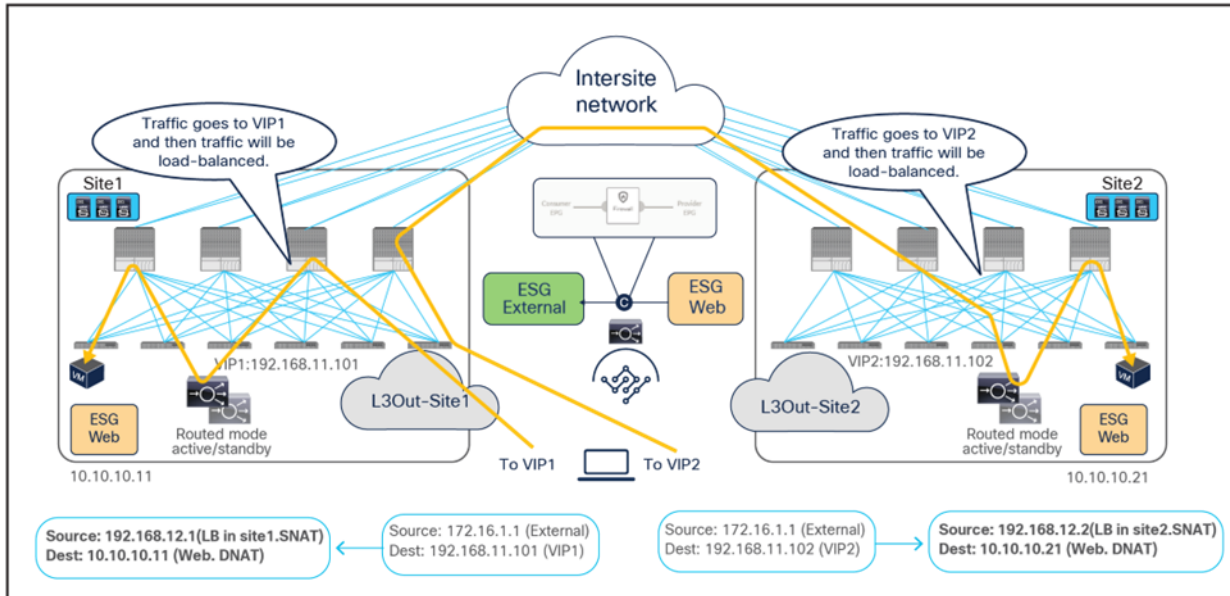 Intersite
network
Traffic goes to VIP1
and then traffic will be
load-balanced.
Traffic goes to VIP2
and then traffic will be
load-balanced.
Site1
Site2
Consumer
EPG
Firewall
Provider
EPG
ESG
External
C
ESG
Web
VIP1:192.168.11.101
VIP2:192.168.11.102
VM
VM
L3Out-Site1
L3Out-Site2
ESG
Web
Routed mode
active/standby
Routed mode
active/standby
ESG
Web
To VIP1
To VIP2
10.10.10.11
10.10.10.21
Source: 192.168.12.1(LB in site1.SNAT)
Dest: 10.10.10.11 (Web. DNAT)
Source: 172.16.1.1 (External)
Dest: 192.168.11.101 (VIP1)
Source: 172.16.1.1 (External)
Dest: 192.168.11.102 (VIP2)
Source: 192.168.12.2(LB in site2.SNAT)
Dest: 10.10.10.21 (Web. DNAT)